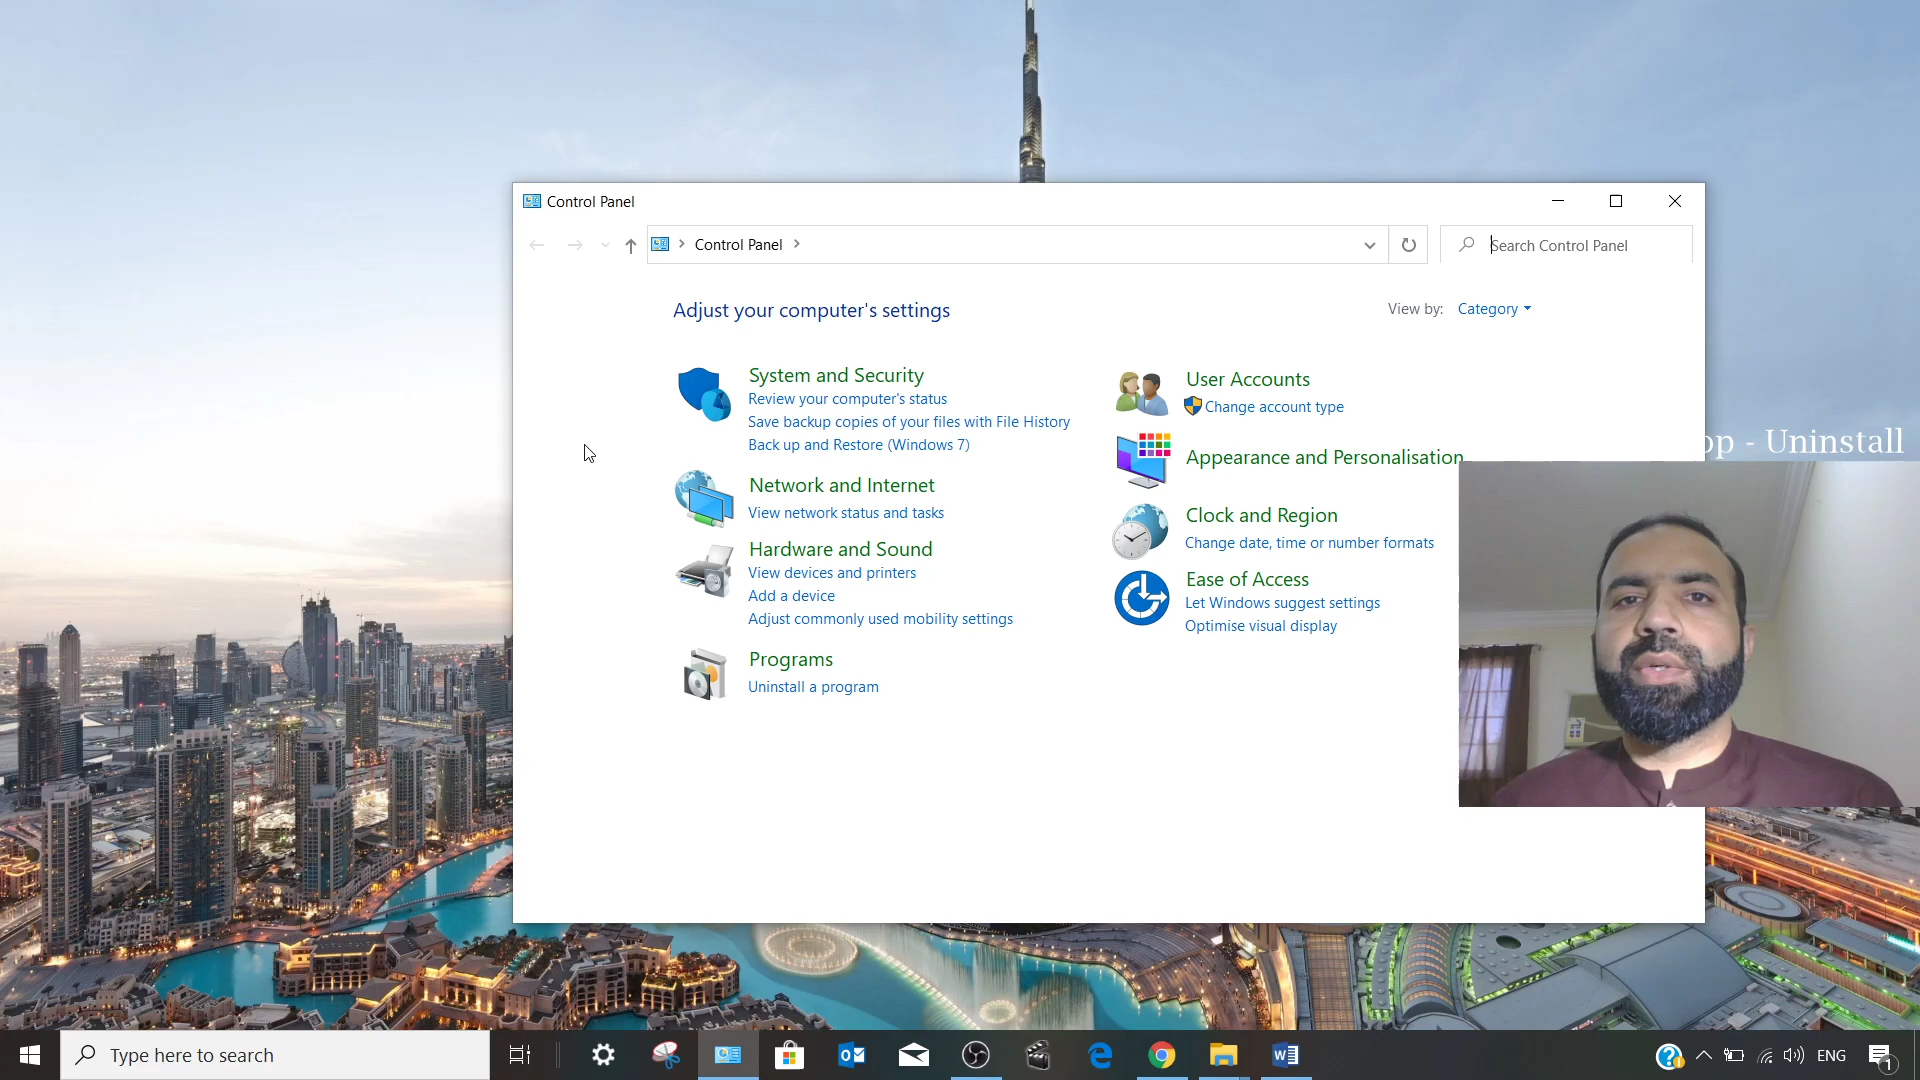 Control Panel
Control Panel
Search Control Panel
Adjust your computer's settings
View by: Category
System and Security
Review your computer's status
Save backup copies of your files with File History
Back up and Restore (Windows 7)
Network and Internet
View network status and tasks
Hardware and Sound
View devices and printers
Add a device
Adjust commonly used mobility settings
Programs
Uninstall a program
User Accounts
Change account type
Appearance and Personalisation
Clock and Region
Change date, time or number formats
Ease of Access
Let Windows suggest settings
Optimise visual display
- Uninstall
Type here to search
ENG
1